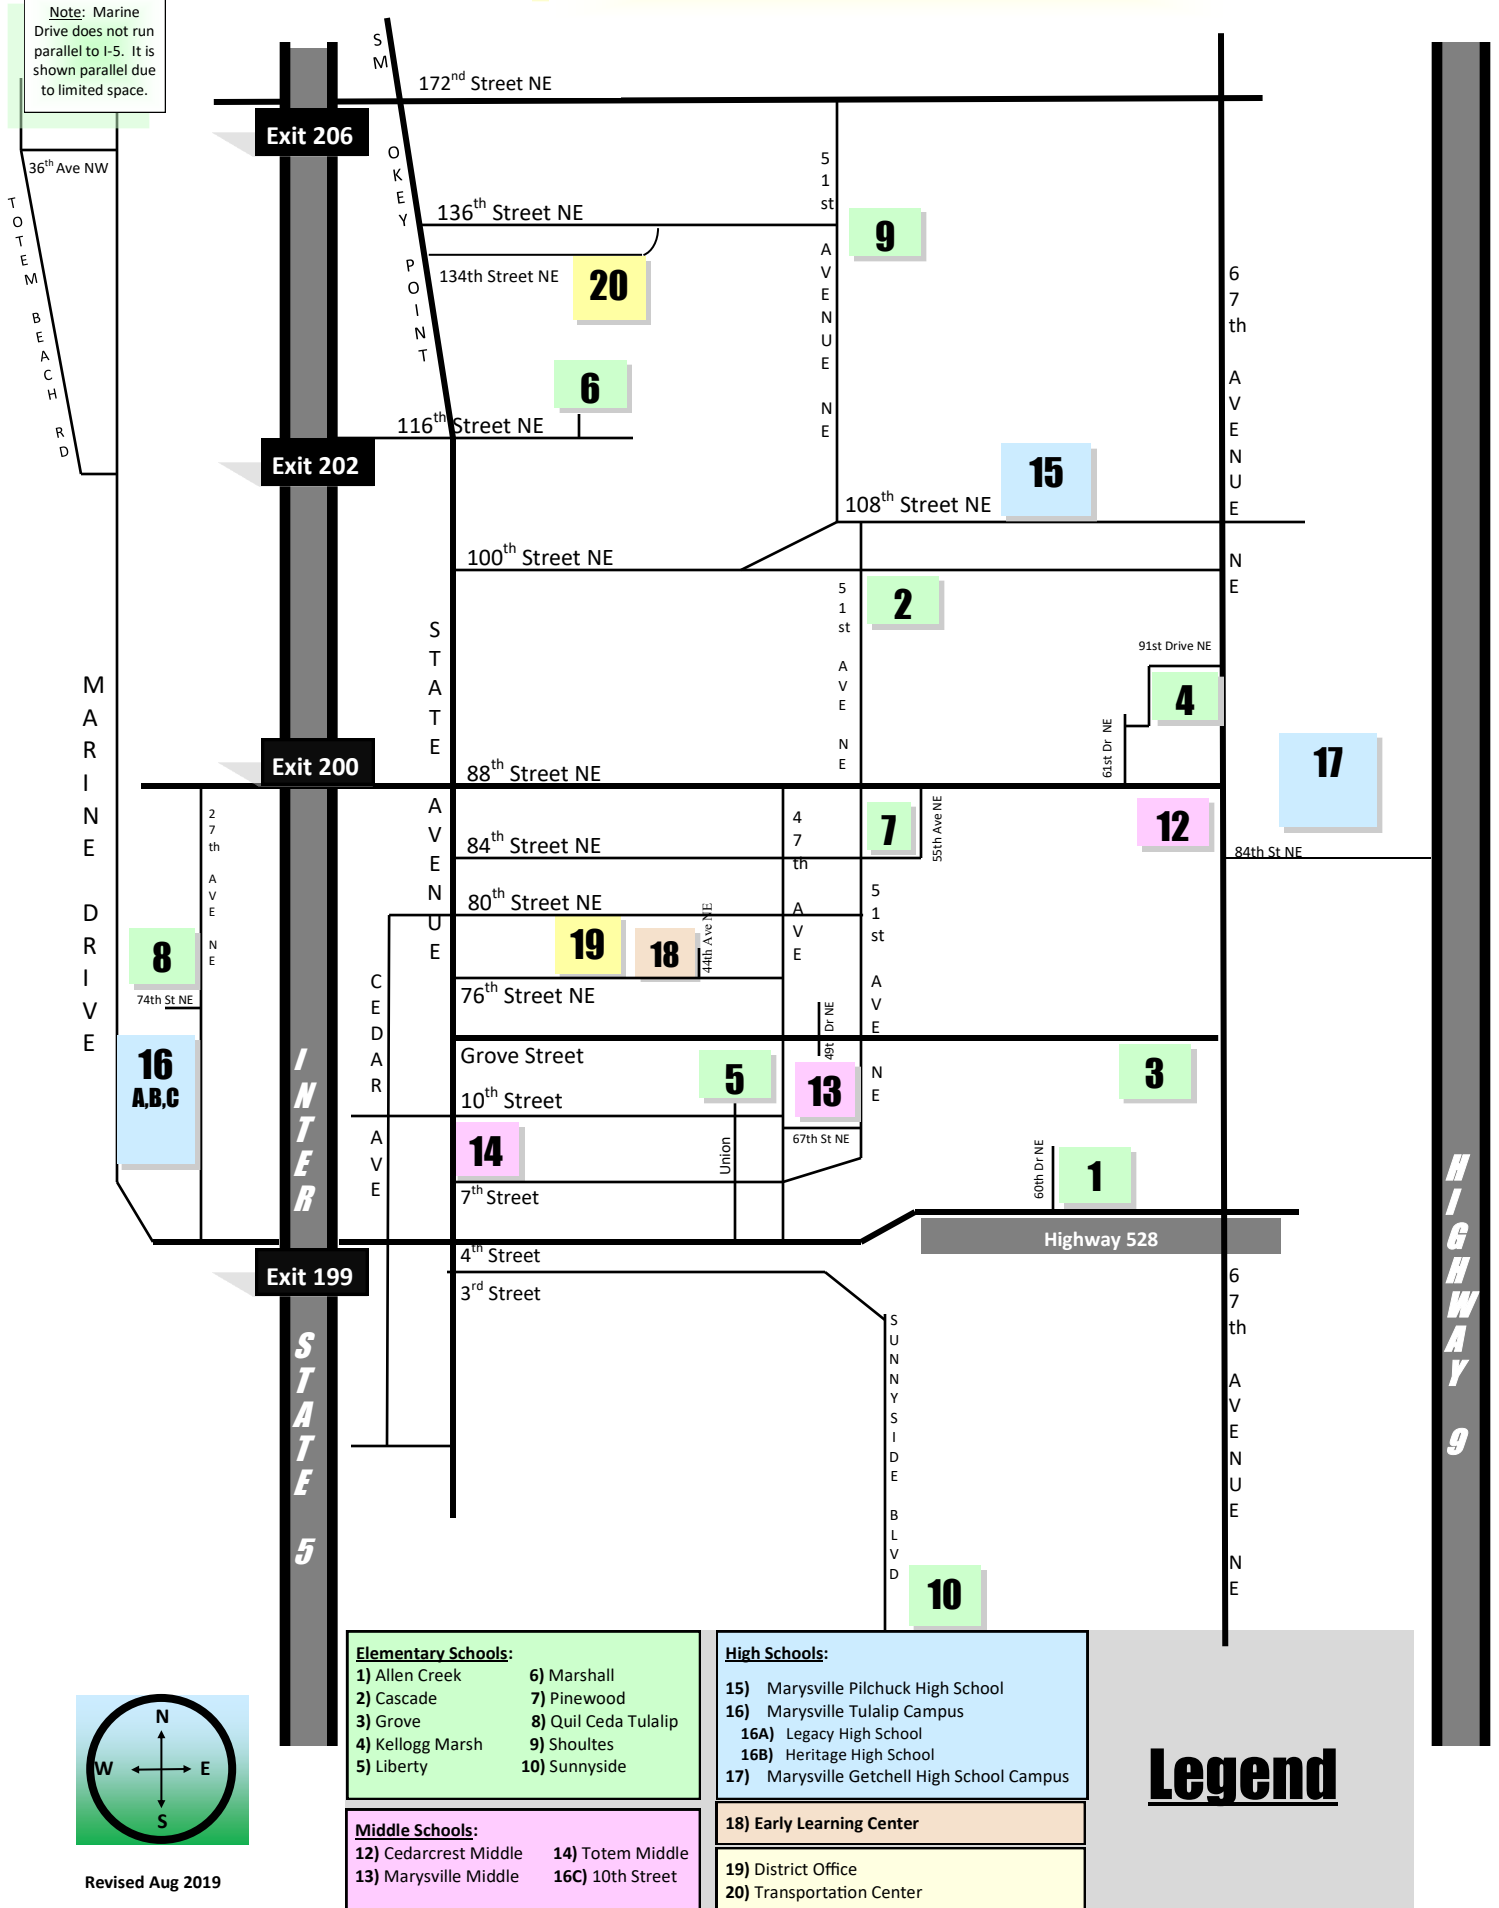 Note: Marine
Drive does not run
parallel to I-5. It is
shown parallel due
to limited space.
SMOKEY POINT
172nd Street NE
Exit 206
36th Ave NW
TOTEM BEACH RD
51st AVENUE NE
136th Street NE
9
134th Street NE
20
67th AVENUE NE
6
116th Street NE
Exit 202
15
108th Street NE
100th Street NE
51st AVE NE
2
STATE AVENUE
91st Drive NE
4
MARINE DRIVE
61st Dr NE
17
Exit 200
88th Street NE
27th AVE NE
47th AVE
7
55th Ave NE
12
84th Street NE
84th St NE
80th Street NE
51st AVE NE
19
18
44th Ave NE
8
CEDAR AVE
74th St NE
76th Street NE
49t Dr NE
INTERSTATE 5
Grove Street
16
A,B,C
5
13
3
10th Street
14
67th St NE
Union
60th Dr NE
1
7th Street
HIGHWAY 9
Highway 528
4th Street
Exit 199
3rd Street
67th AVENUE NE
SUNNYSIDE BLVD
10
Elementary Schools:
1) Allen Creek
2) Cascade
3) Grove
4) Kellogg Marsh
5) Liberty
6) Marshall
7) Pinewood
8) Quil Ceda Tulalip
9) Shoultes
10) Sunnyside
High Schools:
15) Marysville Pilchuck High School
16) Marysville Tulalip Campus
16A) Legacy High School
16B) Heritage High School
17) Marysville Getchell High School Campus
Middle Schools:
12) Cedarcrest Middle
13) Marysville Middle
14) Totem Middle
16C) 10th Street
18) Early Learning Center
19) District Office
20) Transportation Center
Legend
N
W E
S
Revised Aug 2019